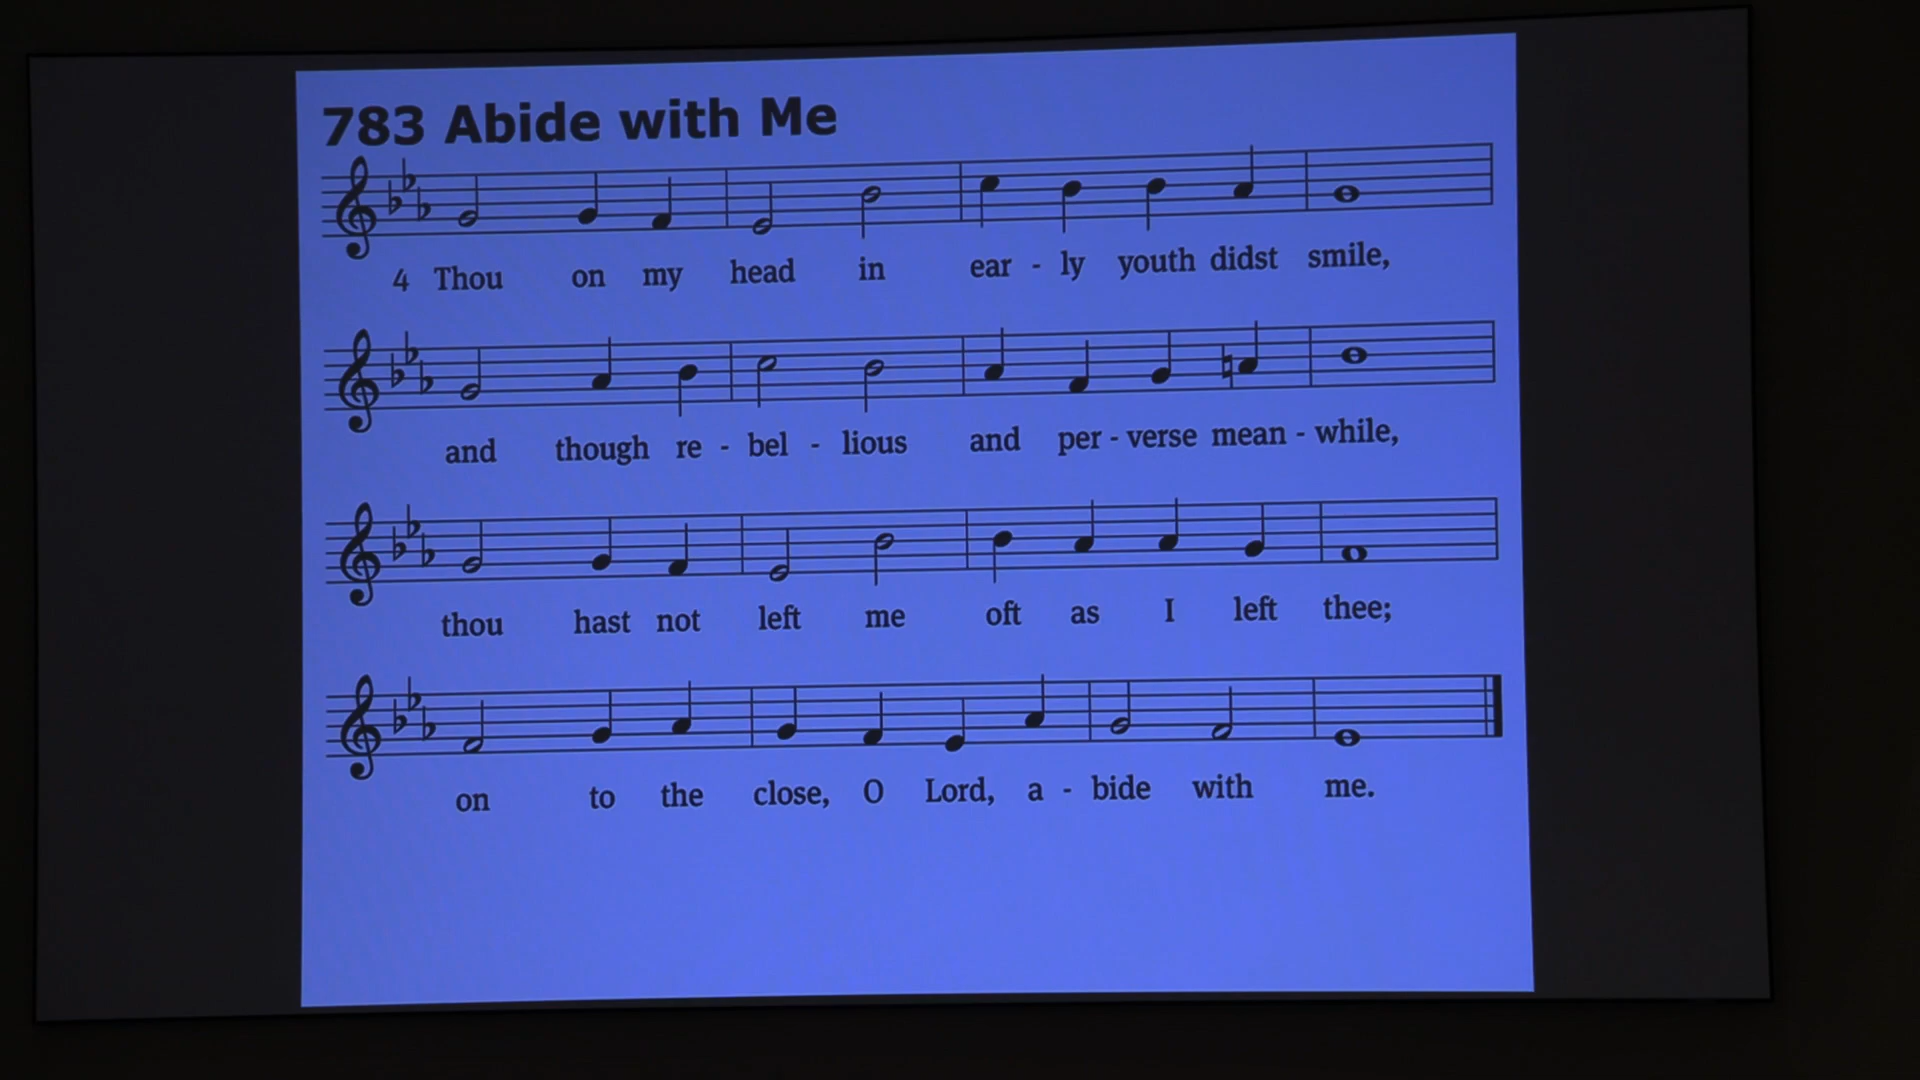 783 Abide with Me
4 Thou on my head in ear - ly youth didst smile,
and though re - bel - lious and per - verse mean - while,
thou hast not left me oft as I left thee;
on to the close, O Lord, a - bide with me.